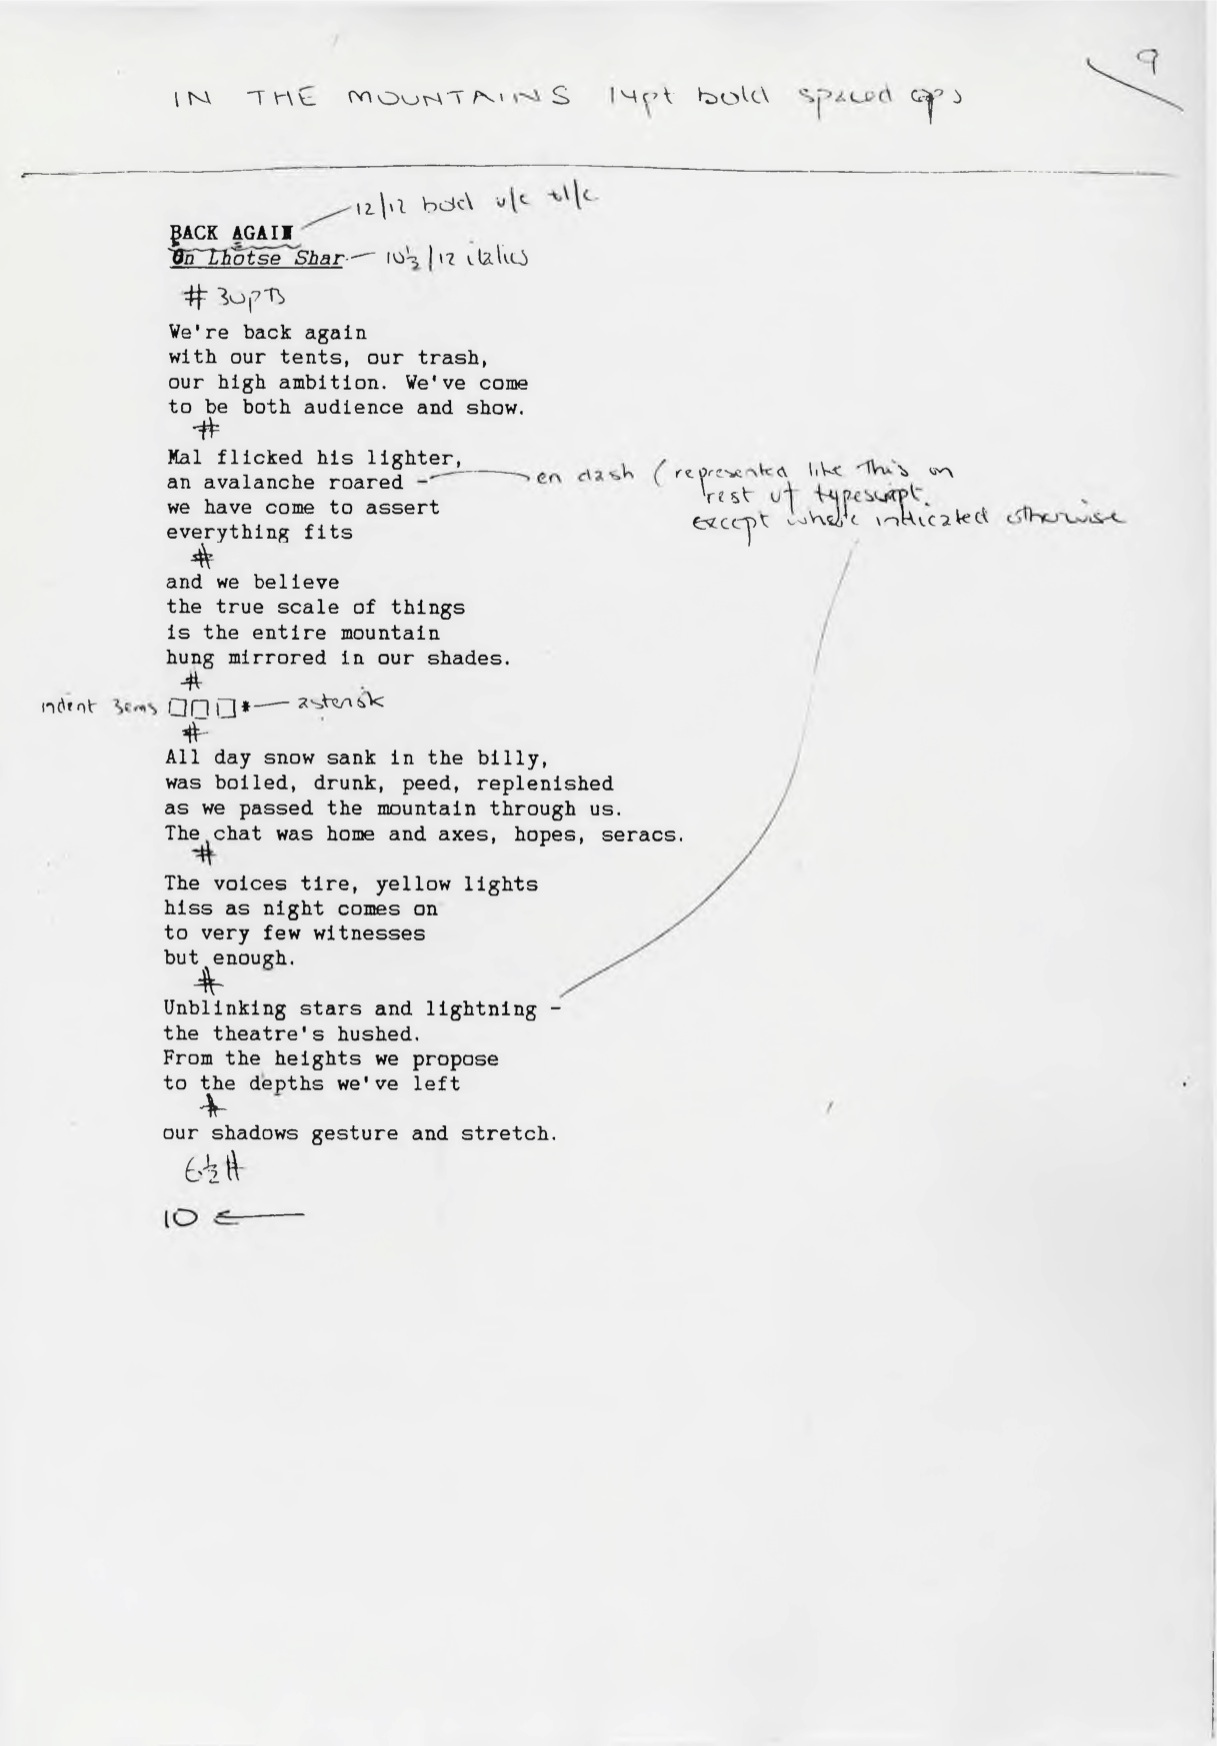 9
IN THE MOUNTAINS 14pt bold spaced caps
12/12 bold u/c & l/c
BACK AGAIN
On Lhotse Shar — 10½/12 italics
# 30pts
We're back again
with our tents, our trash,
our high ambition. We've come
to be both audience and show.
#
Mal flicked his lighter,
an avalanche roared – en dash (represented like this on
rest of typescript.
except where indicated otherwise
we have come to assert
everything fits
#
and we believe
the true scale of things
is the entire mountain
hung mirrored in our shades.
#
indent 3ems □□□* — asterisk
#
All day snow sank in the billy,
was boiled, drunk, peed, replenished
as we passed the mountain through us.
The chat was home and axes, hopes, seracs.
#
The voices tire, yellow lights
hiss as night comes on
to very few witnesses
but enough.
#
Unblinking stars and lightning –
the theatre's hushed.
From the heights we propose
to the depths we've left
#
our shadows gesture and stretch.
6½ #
10 ←